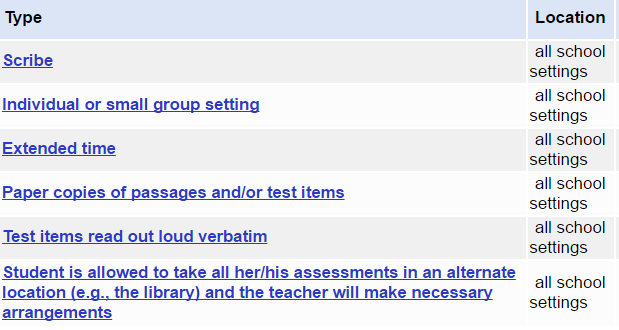 Type Location
Scribe all school
settings
Individual or small group setting all school
settings
Extended time all school
settings
Paper copies of passages and/or test items all school
settings
Test items read out loud verbatim all school
settings
Student is allowed to take all her/his assessments in an alternate
location (e.g., the library) and the teacher will make necessary
arrangements
all school
settings